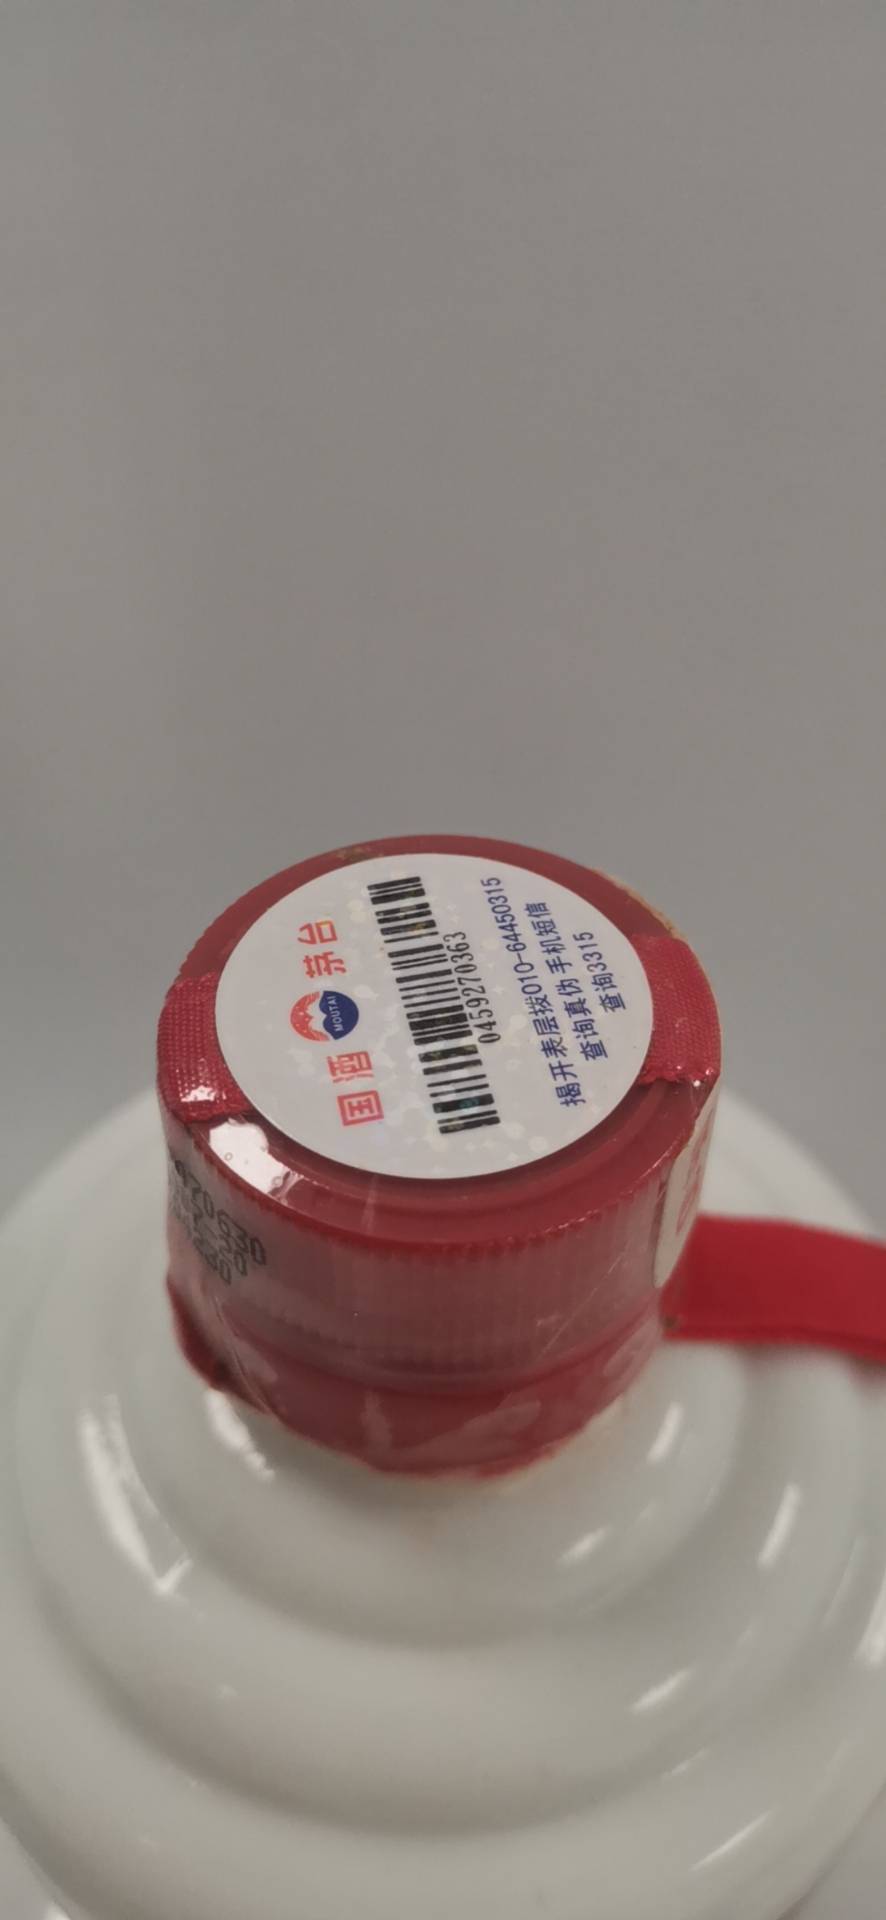 国酒 MOUTAI 茅台
0459270363
揭开表层拨010-64450315
查询真伪 手机短信
查询3315